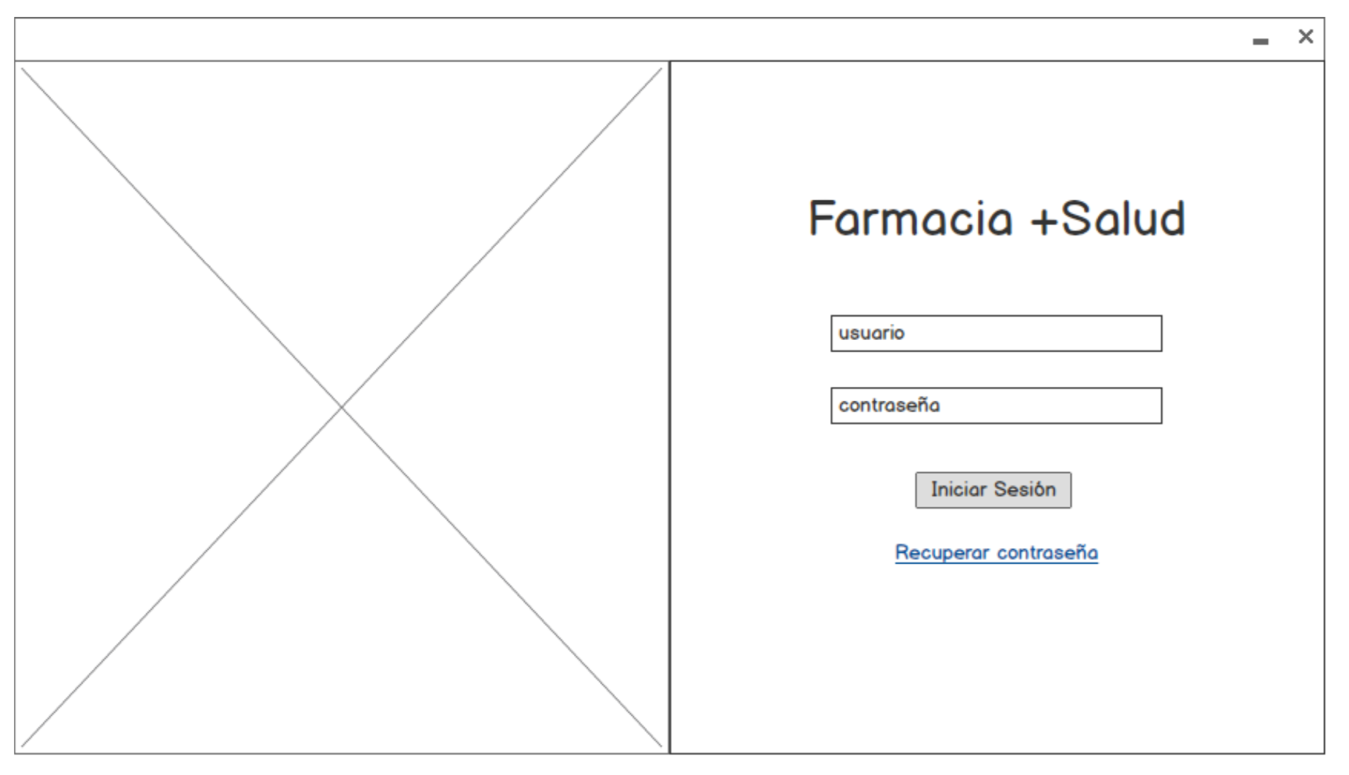 Farmacia +Salud
usuario
contraseña
Iniciar Sesión
Recuperar contraseña